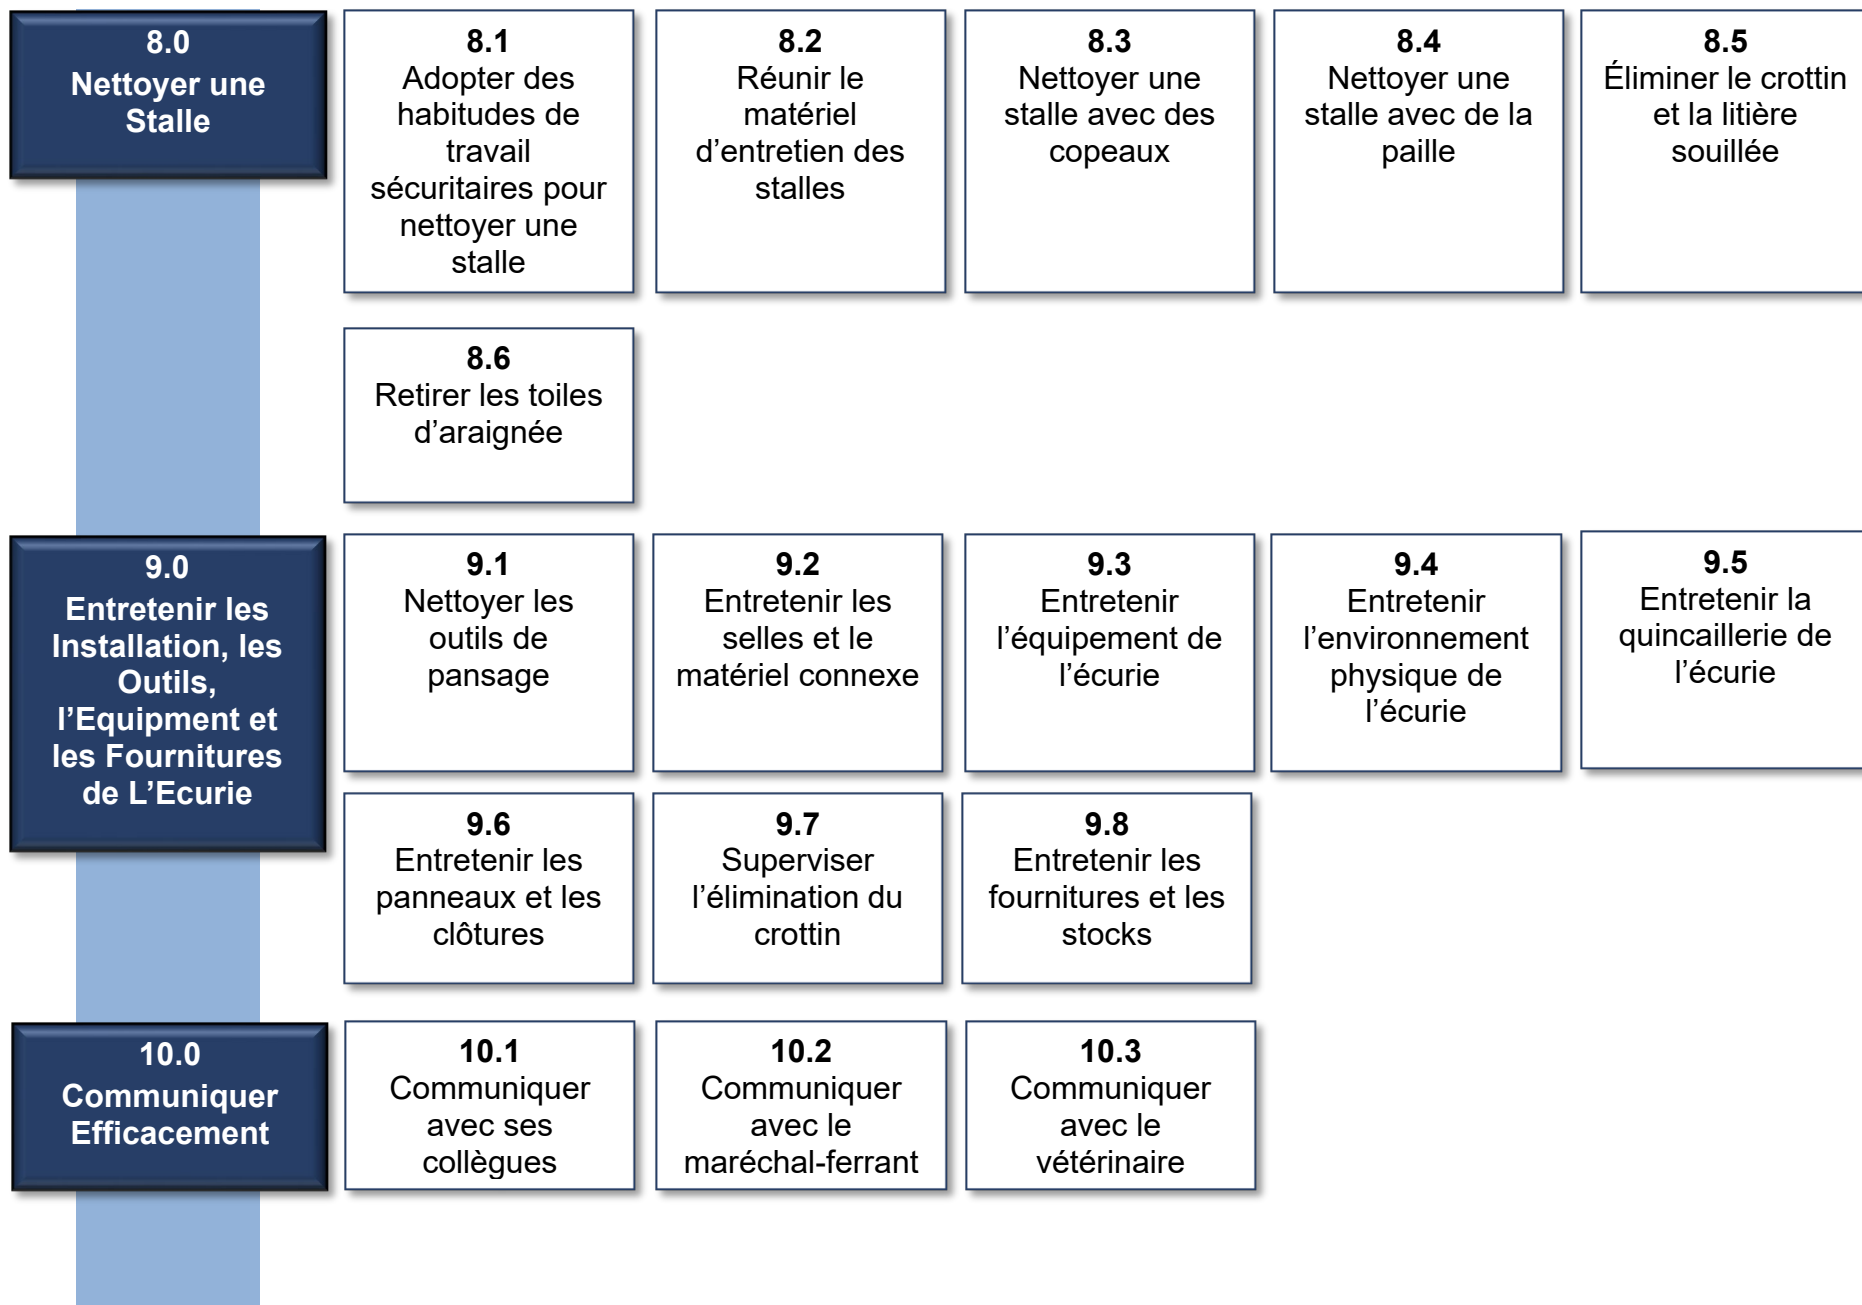 8.0
Nettoyer une
Stalle
8.1
Adopter des
habitudes de
travail
sécuritaires pour
nettoyer une
stalle
8.2
Réunir le
matériel
d’entretien des
stalles
8.3
Nettoyer une
stalle avec des
copeaux
8.4
Nettoyer une
stalle avec de la
paille
8.5
Éliminer le crottin
et la litière
souillée
8.6
Retirer les toiles
d’araignée
9.0
Entretenir les
Installation, les
Outils,
l’Equipment et
les Fournitures
de L’Ecurie
9.1
Nettoyer les
outils de
pansage
9.2
Entretenir les
selles et le
matériel connexe
9.3
Entretenir
l’équipement de
l’écurie
9.4
Entretenir
l’environnement
physique de
l’écurie
9.5
Entretenir la
quincaillerie de
l’écurie
9.6
Entretenir les
panneaux et les
clôtures
9.7
Superviser
l’élimination du
crottin
9.8
Entretenir les
fournitures et les
stocks
10.0
Communiquer
Efficacement
10.1
Communiquer
avec ses
collègues
10.2
Communiquer
avec le
maréchal-ferrant
10.3
Communiquer
avec le
vétérinaire